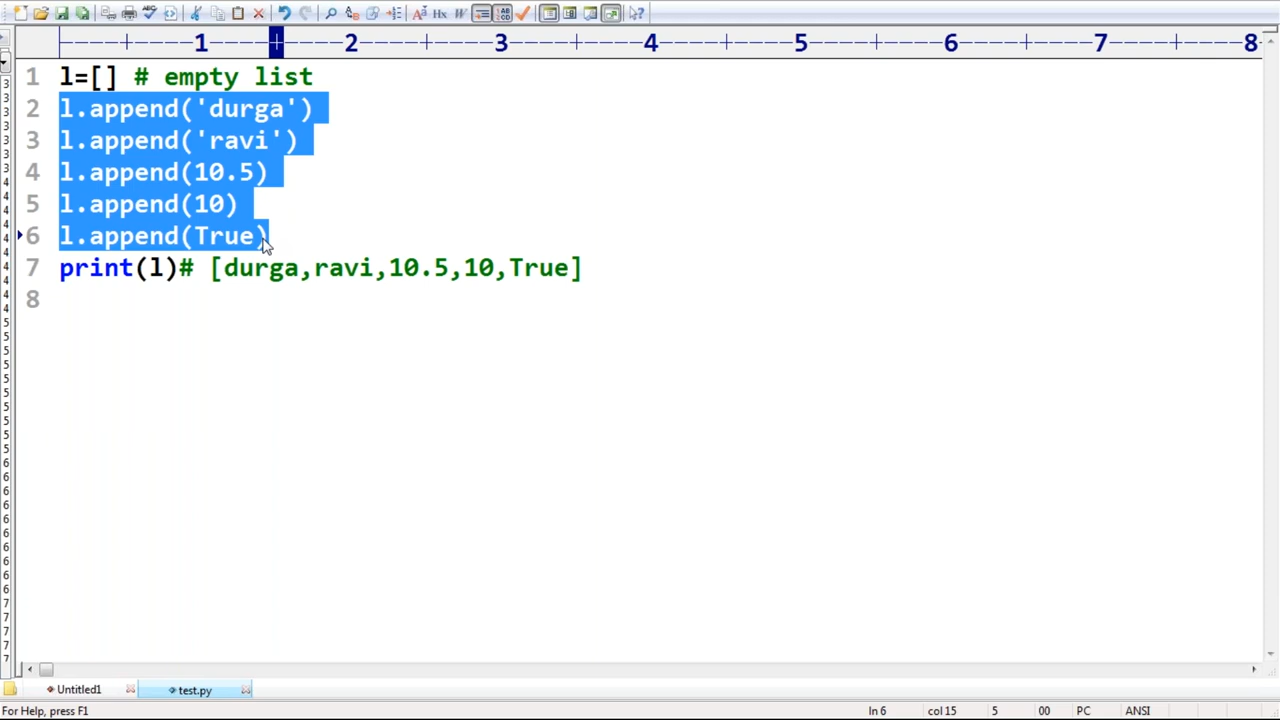 1 2 3 4 5 6 7 8
1 l=[] # empty list
2 l.append('durga')
3 l.append('ravi')
4 l.append(10.5)
5 l.append(10)
6 l.append(True)
7 print(l)# [durga,ravi,10.5,10,True]
8
Untitled1 test.py
For Help, press F1 ln 6 col 15 5 00 PC ANSI